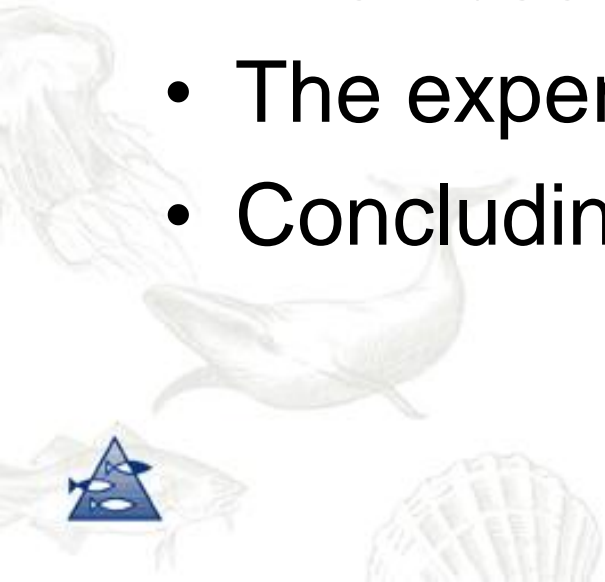 • The exper
• Concludin